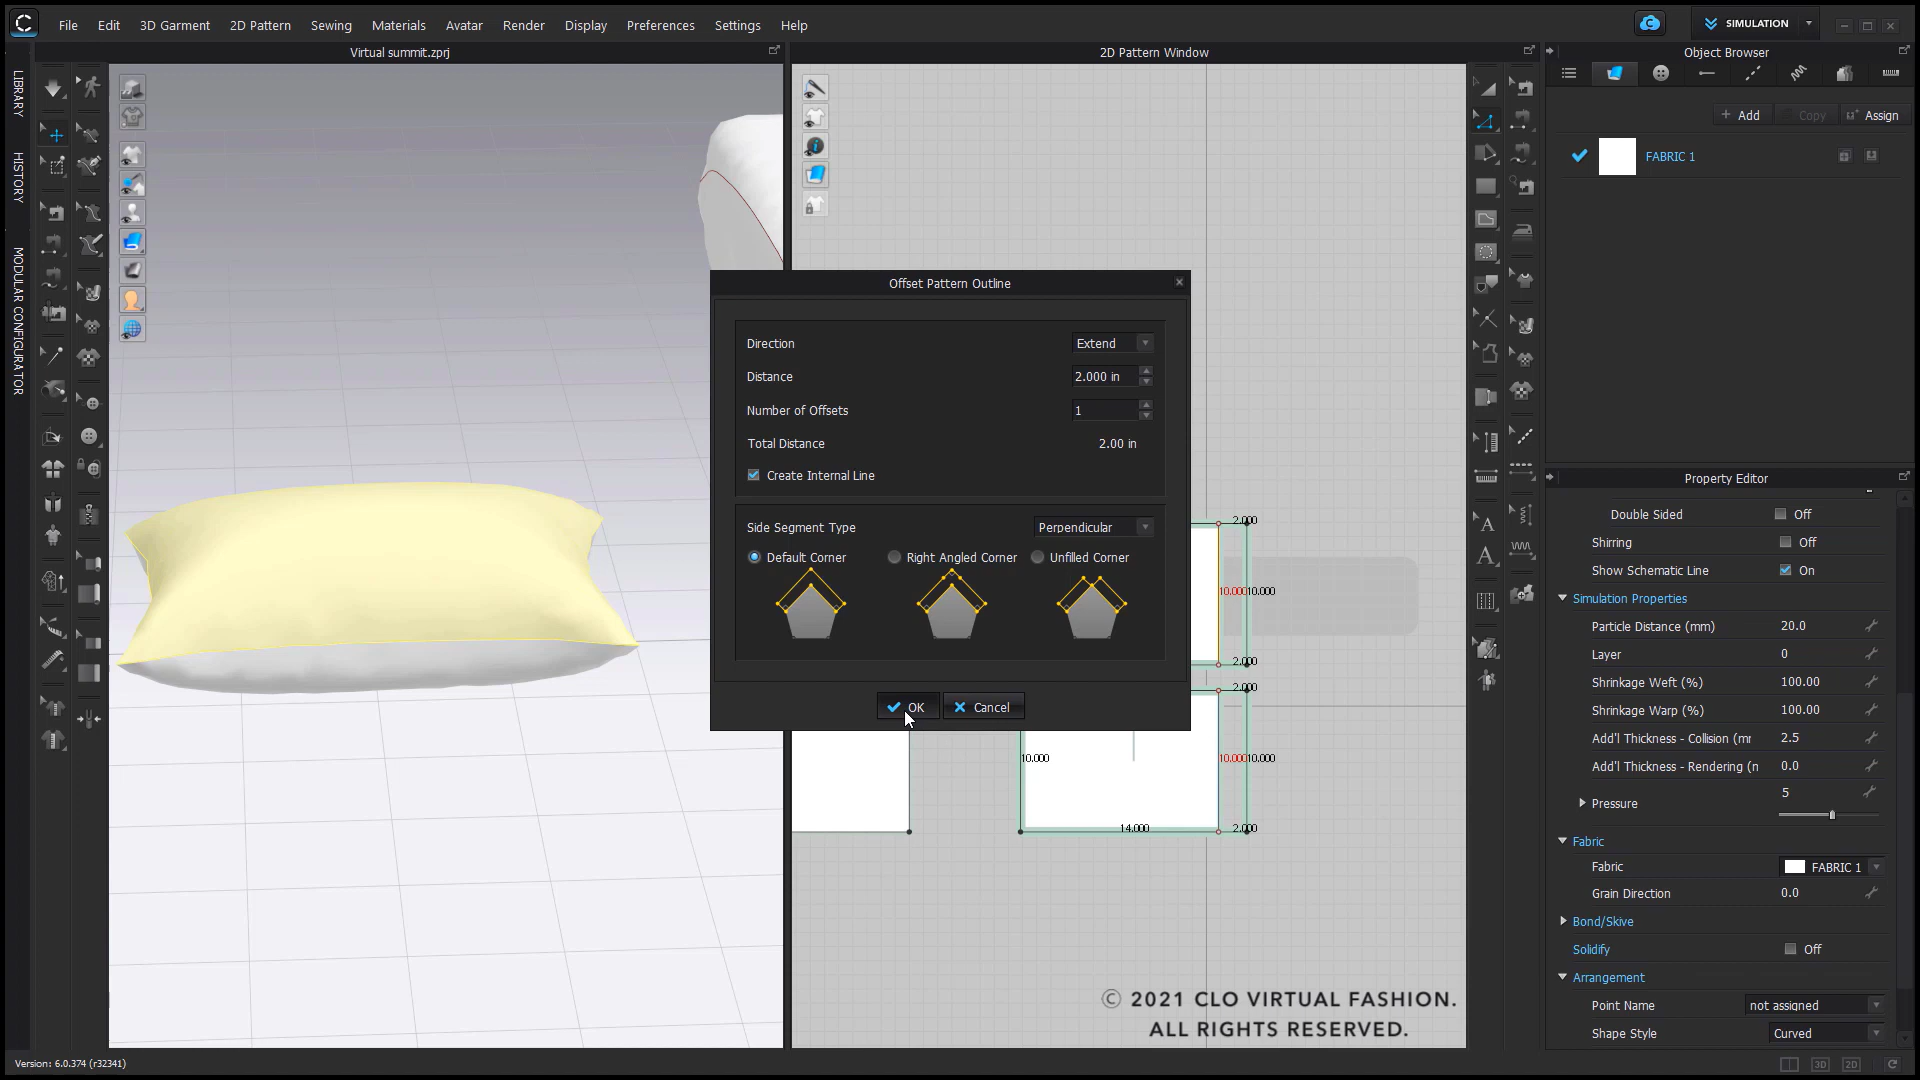 File Edit 3D Garment 2D Pattern Sewing Materials Avatar Render Display Preferences Settings Help
SIMULATION
Virtual summit.zprj
2D Pattern Window
Object Browser
LIBRARY
HISTORY
MODULAR CONFIGURATOR
Add Copy Assign
FABRIC 1
Offset Pattern Outline
Direction Extend
Distance 2.000 in
Number of Offsets 1
Total Distance 2.00 in
Create Internal Line
Side Segment Type Perpendicular
Default Corner Right Angled Corner Unfilled Corner
OK Cancel
2.000
10.000 10.000
2.000
2.000
10.000 10.000 10.000
14.000 2.000
Property Editor
Double Sided Off
Shirring Off
Show Schematic Line On
Simulation Properties
Particle Distance (mm) 20.0
Layer 0
Shrinkage Weft (%) 100.00
Shrinkage Warp (%) 100.00
Add'l Thickness - Collision (mr 2.5
Add'l Thickness - Rendering (n 0.0
Pressure 5
Fabric
Fabric FABRIC 1
Grain Direction 0.0
Bond/Skive
Solidify Off
Arrangement
Point Name not assigned
Shape Style Curved
© 2021 CLO VIRTUAL FASHION.
ALL RIGHTS RESERVED.
Version: 6.0.374 (r32341)
3D 2D